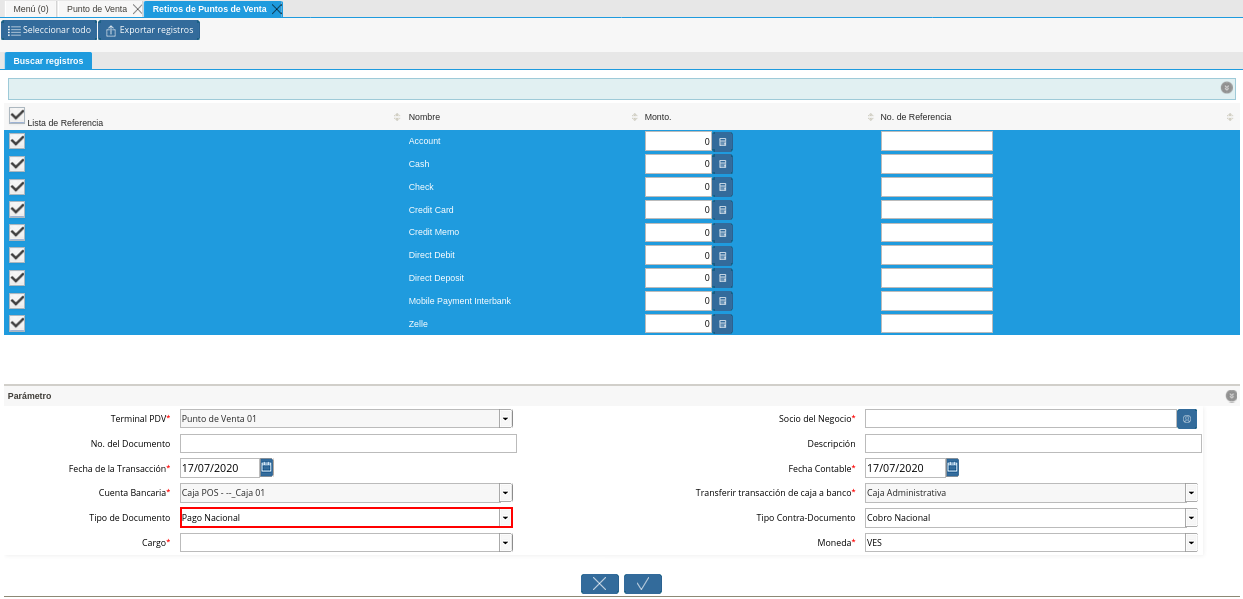 Menú (0) Punto de Venta Retiros de Puntos de Venta
Seleccionar todo Exportar registros
Buscar registros
Lista de Referencia Nombre Monto. No. de Referencia
Account 0
Cash 0
Check 0
Credit Card 0
Credit Memo 0
Direct Debit 0
Direct Deposit 0
Mobile Payment Interbank 0
Zelle 0
Parámetro
Terminal PDV* Punto de Venta 01 Socio del Negocio*
No. del Documento Descripción
Fecha de la Transacción* 17/07/2020 Fecha Contable* 17/07/2020
Cuenta Bancaria* Caja POS - --_Caja 01 Transferir transacción de caja a banco* Caja Administrativa
Tipo de Documento Pago Nacional Tipo Contra-Documento Cobro Nacional
Cargo* Moneda* VES